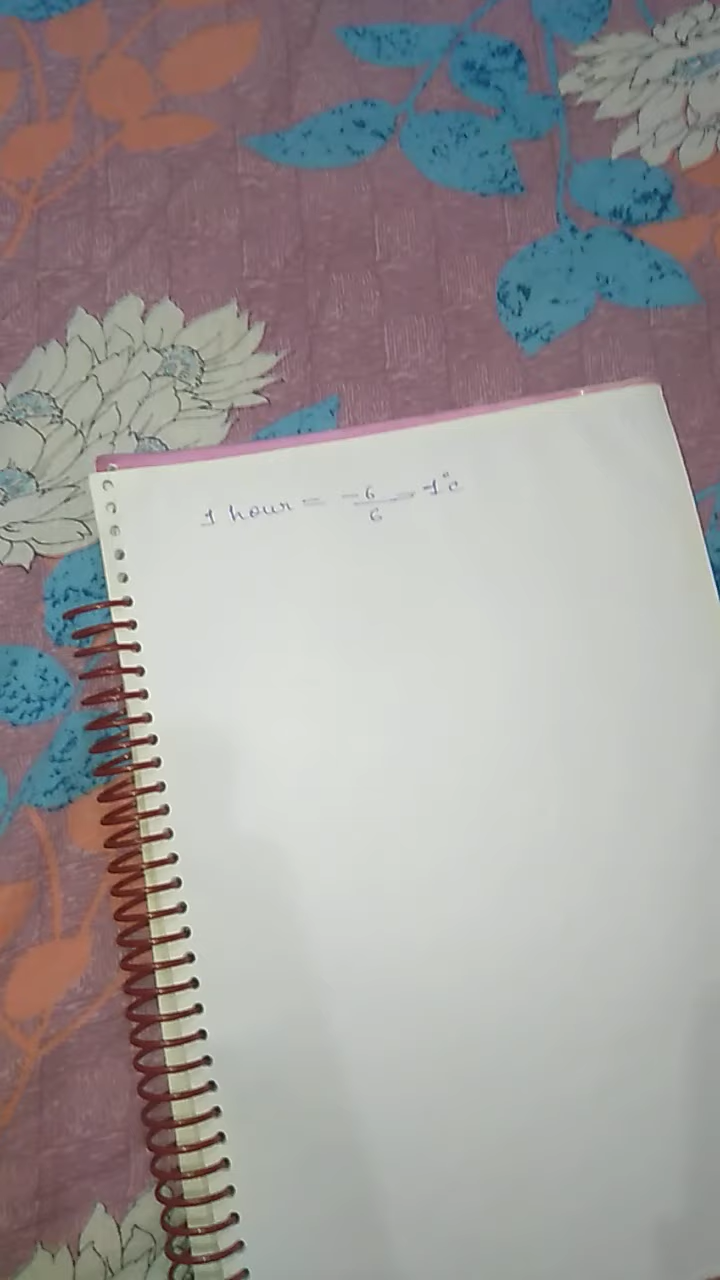 1 hour = -6/6 = -1°c